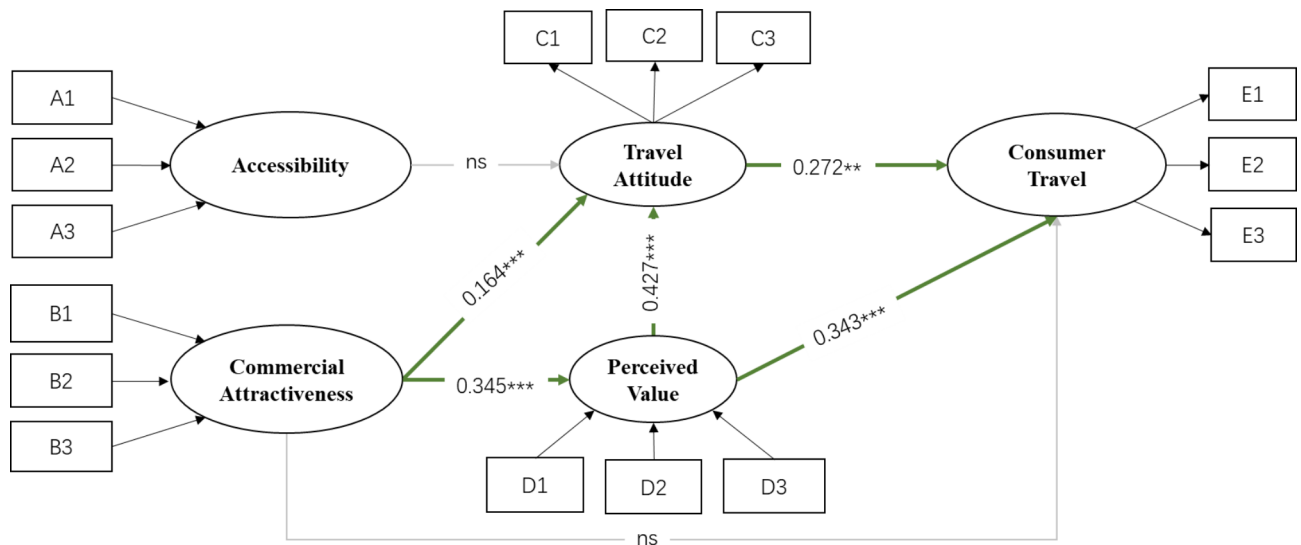 C1
C2
C3
A1
A2
A3
Accessibility
ns
Travel
Attitude
0.272**
Consumer
Travel
E1
E2
E3
0.164***
0.427***
0.343***
B1
B2
B3
Commercial
Attractiveness
0.345***
Perceived
Value
D1
D2
D3
ns